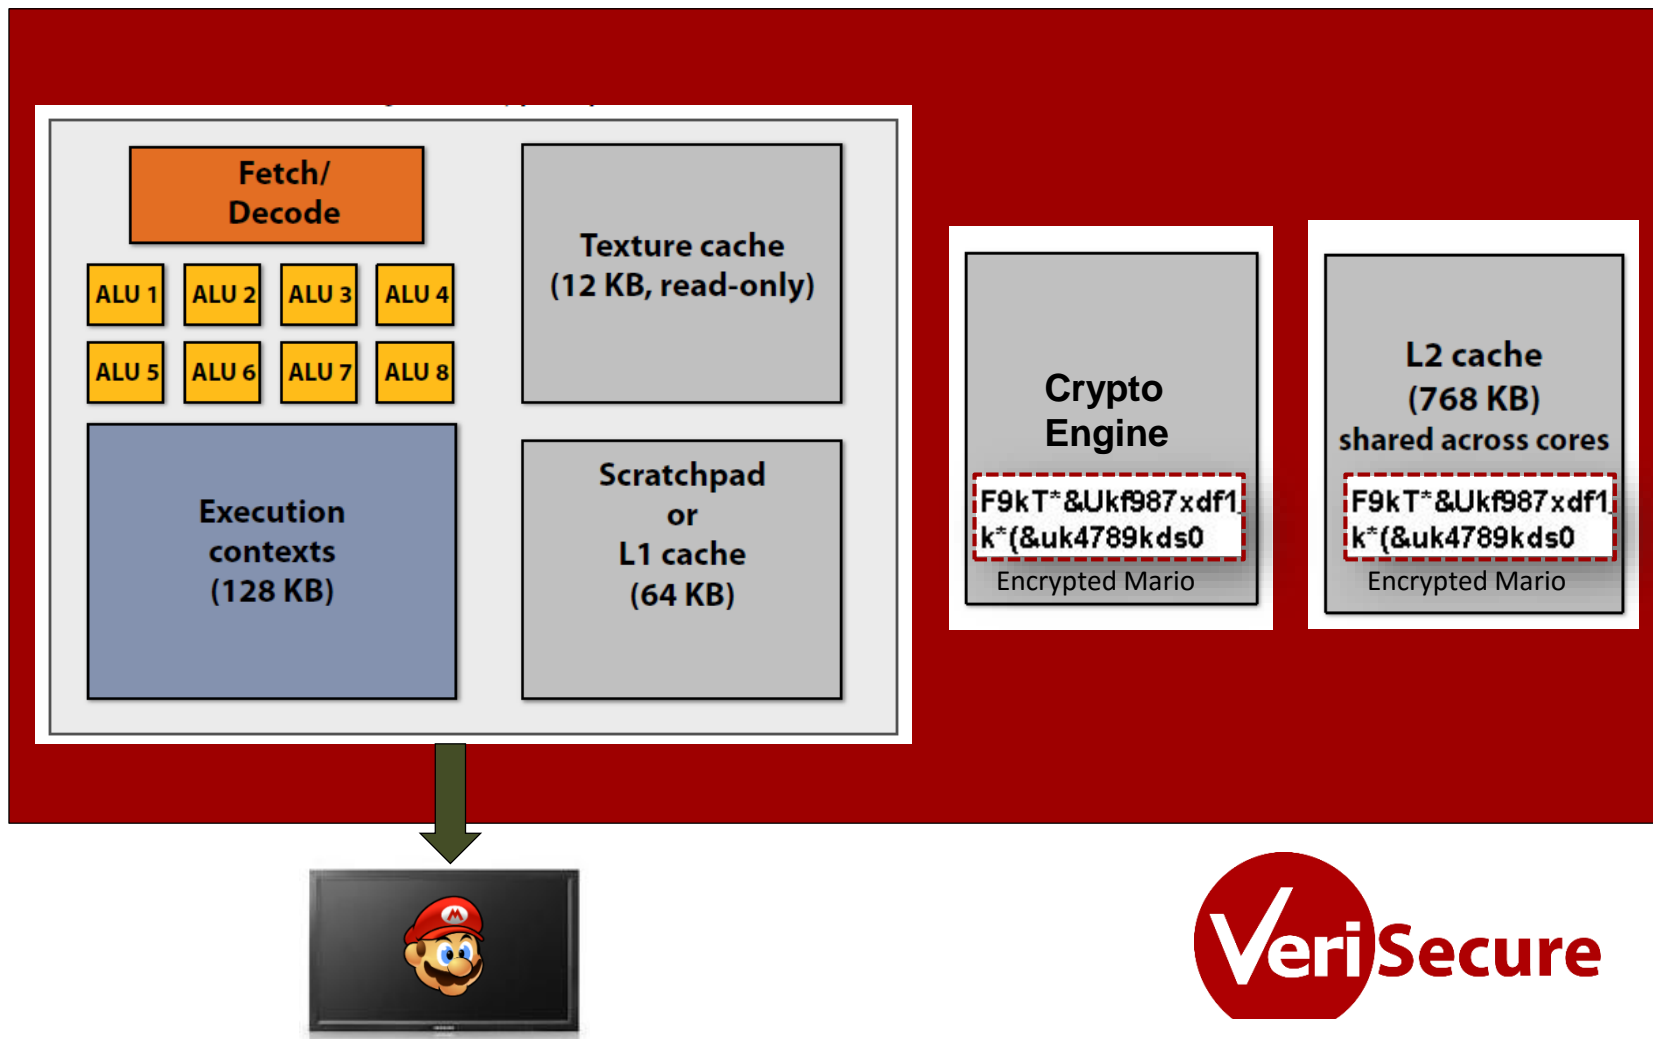 Fetch/
Decode
ALU 1
ALU 2
ALU 3
ALU 4
ALU 5
ALU 6
ALU 7
ALU 8
Execution
contexts
(128 KB)
Texture cache
(12 KB, read-only)
Scratchpad
or
L1 cache
(64 KB)
Crypto
Engine
F9kT*&Ukf987xdf1_
k*(&uk4789kds0
Encrypted Mario
L2 cache
(768 KB)
shared across cores
F9kT*&Ukf987xdf1_
k*(&uk4789kds0
Encrypted Mario
M
VeriSecure